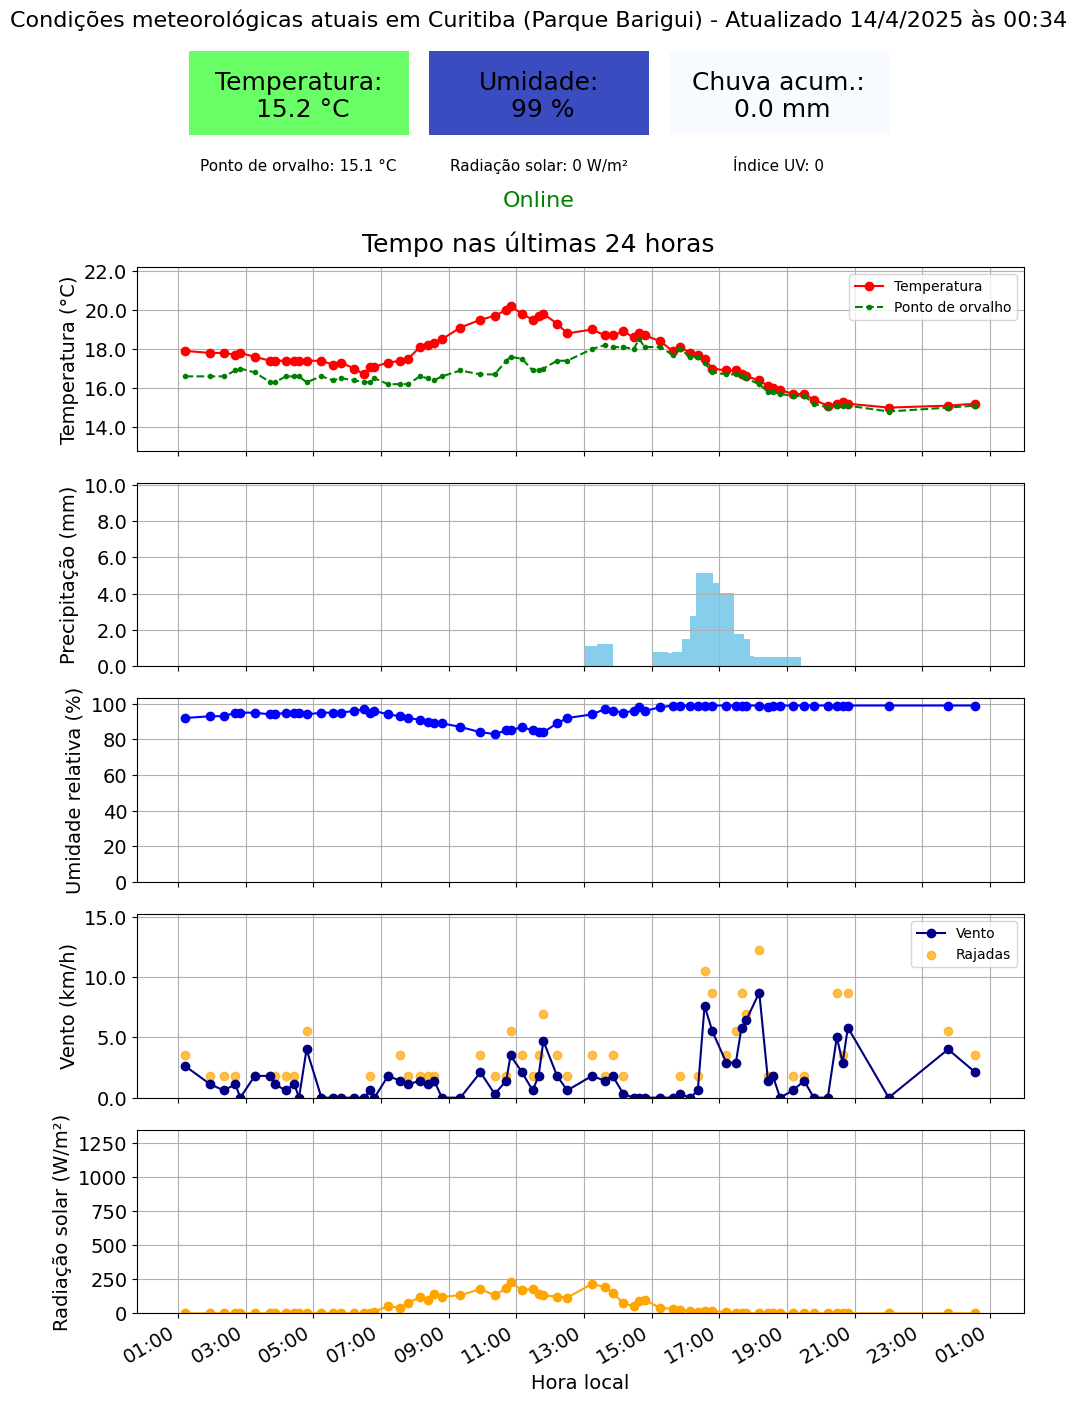 Condições meteorológicas atuais em Curitiba (Parque Barigui) - Atualizado 14/4/2025 às 00:34
Temperatura:
15.2 °C
Umidade:
99 %
Chuva acum.:
0.0 mm
Ponto de orvalho: 15.1 °C
Radiação solar: 0 W/m²
Índice UV: 0
Online
Tempo nas últimas 24 horas
Temperatura (°C)
22.0
20.0
18.0
16.0
14.0
Temperatura
Ponto de orvalho
Precipitação (mm)
10.0
8.0
6.0
4.0
2.0
0.0
Umidade relativa (%)
100
80
60
40
20
0
Vento (km/h)
15.0
10.0
5.0
0.0
Vento
Rajadas
Radiação solar (W/m²)
1250
1000
750
500
250
0
01:00
03:00
05:00
07:00
09:00
11:00
13:00
15:00
17:00
19:00
21:00
23:00
01:00
Hora local